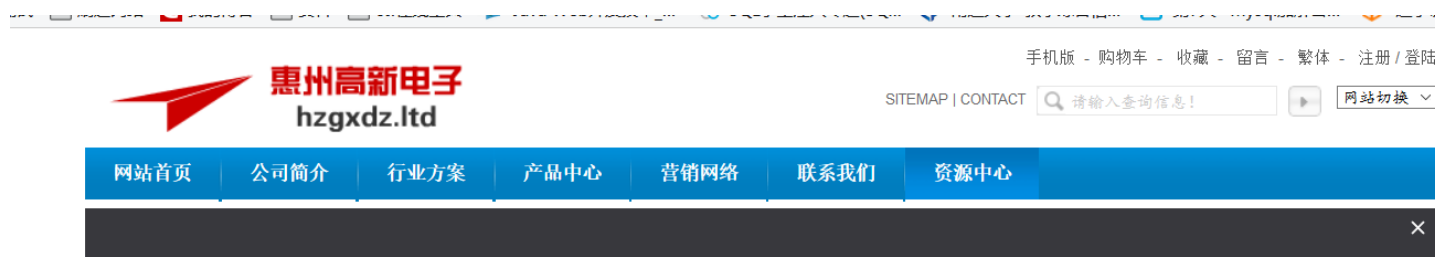 手机版 - 购物车 - 收藏 - 留言 - 繁体 - 注册 / 登陆
惠州高新电子
hzgxdz.ltd
SITEMAP | CONTACT 请输入查询信息! 网站切换
网站首页 公司简介 行业方案 产品中心 营销网络 联系我们 资源中心